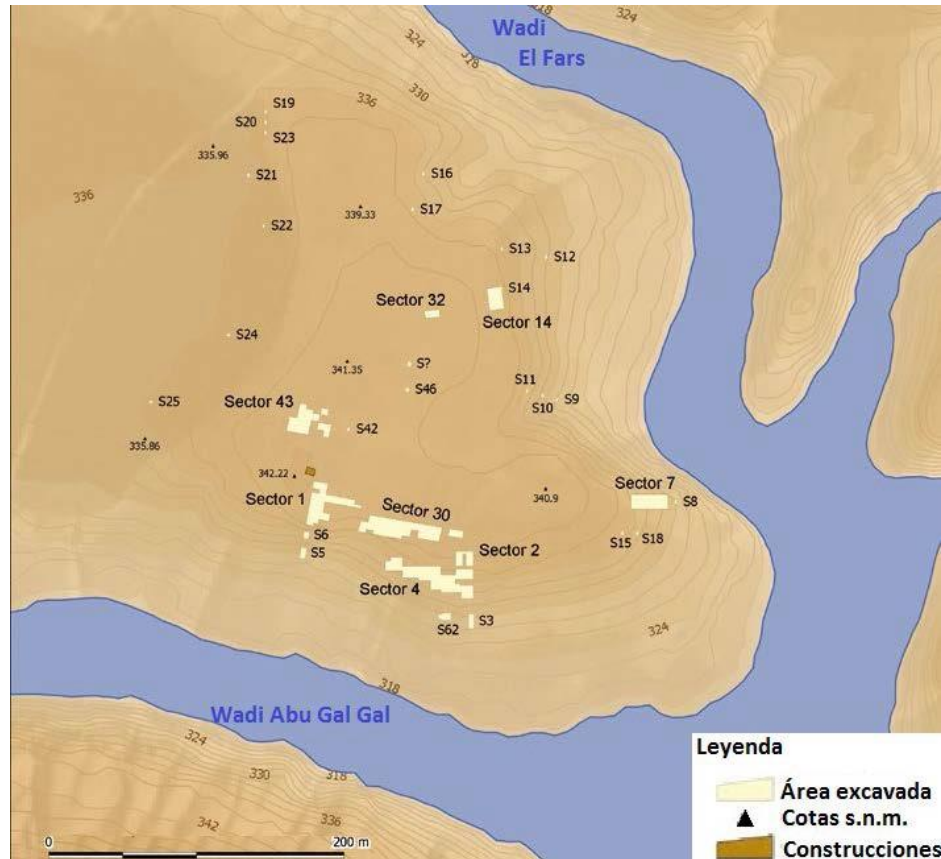 318
324
Wadi
El Fars
324
318
330
336
S19
S20
S23
335.96
S21
S16
336
339.33
S17
S22
S13
S12
S14
Sector 32
Sector 14
S24
S?
341.35
S46
S11
S10
S9
Sector 43
S25
S42
335.86
342.22
Sector 7
340.9
S8
Sector 1
Sector 30
S6
S15
S18
S5
Sector 2
Sector 4
S62
S3
324
318
Wadi Abu Gal Gal
324
330
318
342
336
0
200 m
Leyenda
Área excavada
Cotas s.n.m.
Construcciones